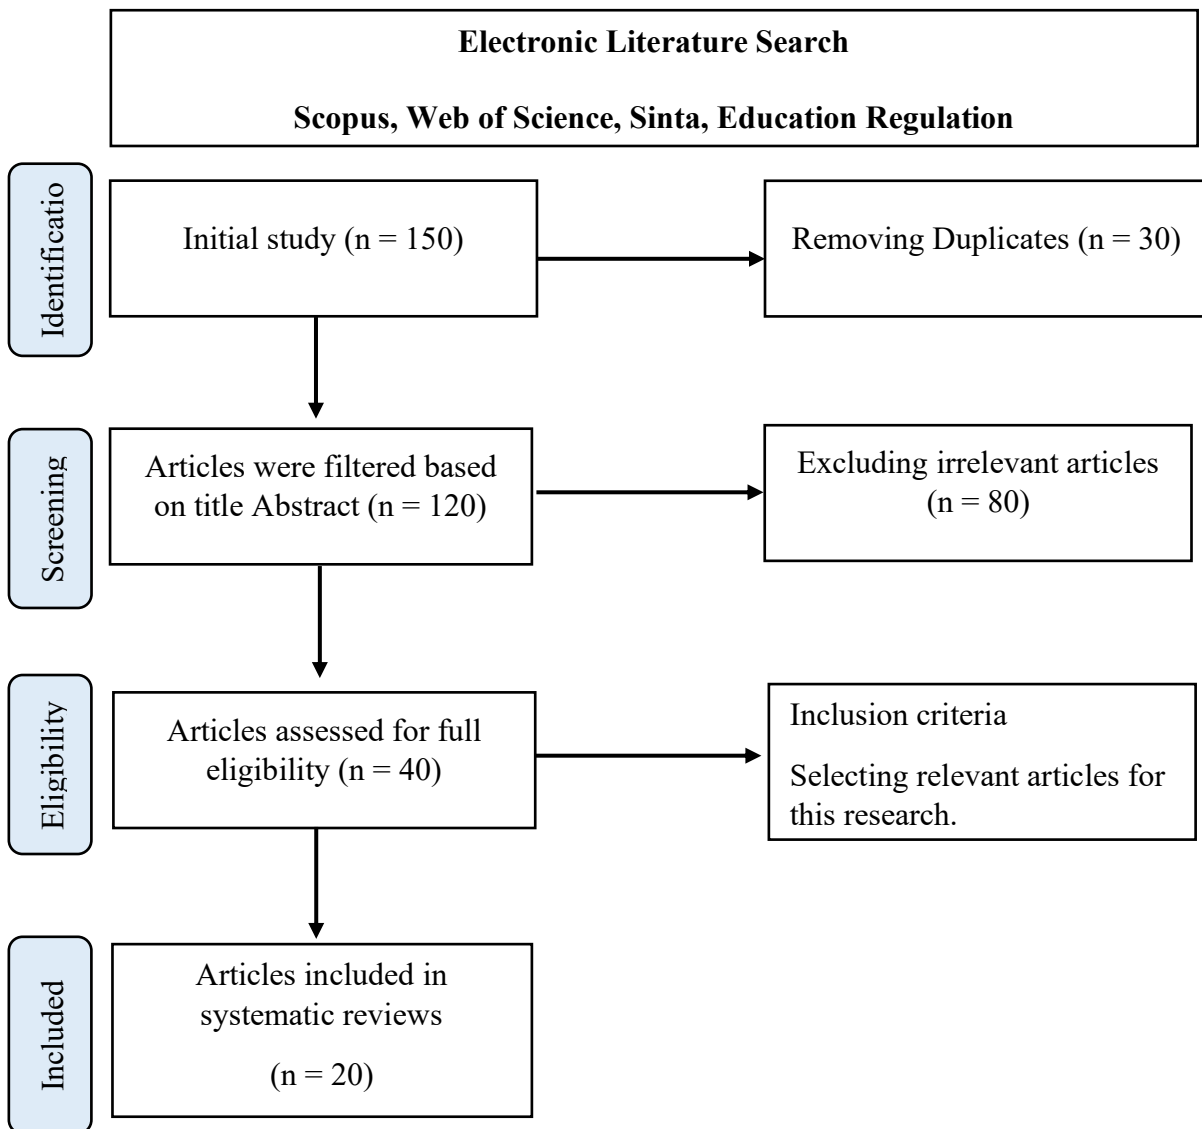 Electronic Literature Search
Scopus, Web of Science, Sinta, Education Regulation
Identificatio
Initial study (n = 150)
Removing Duplicates (n = 30)
Screening
Articles were filtered based
on title Abstract (n = 120)
Excluding irrelevant articles
(n = 80)
Eligibility
Articles assessed for full
eligibility (n = 40)
Inclusion criteria
Selecting relevant articles for
this research.
Included
Articles included in
systematic reviews
(n = 20)